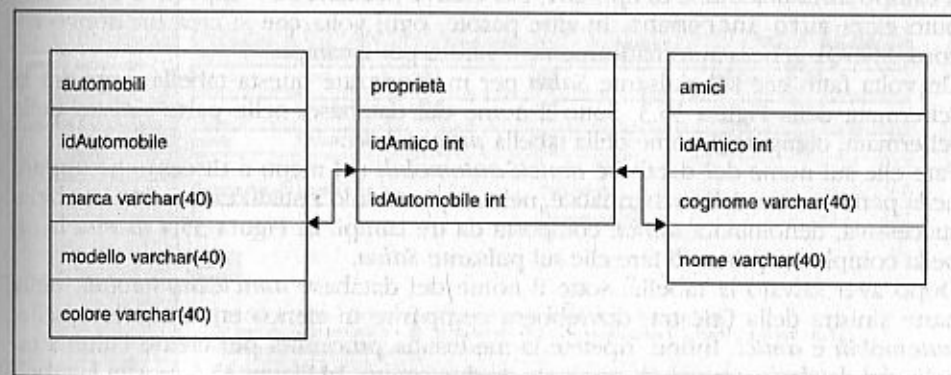 automobili
idAutomobile
marca varchar(40)
modello varchar(40)
colore varchar(40)
proprietà
idAmico int
idAutomobile int
amici
idAmico int
cognome varchar(40)
nome varchar(40)